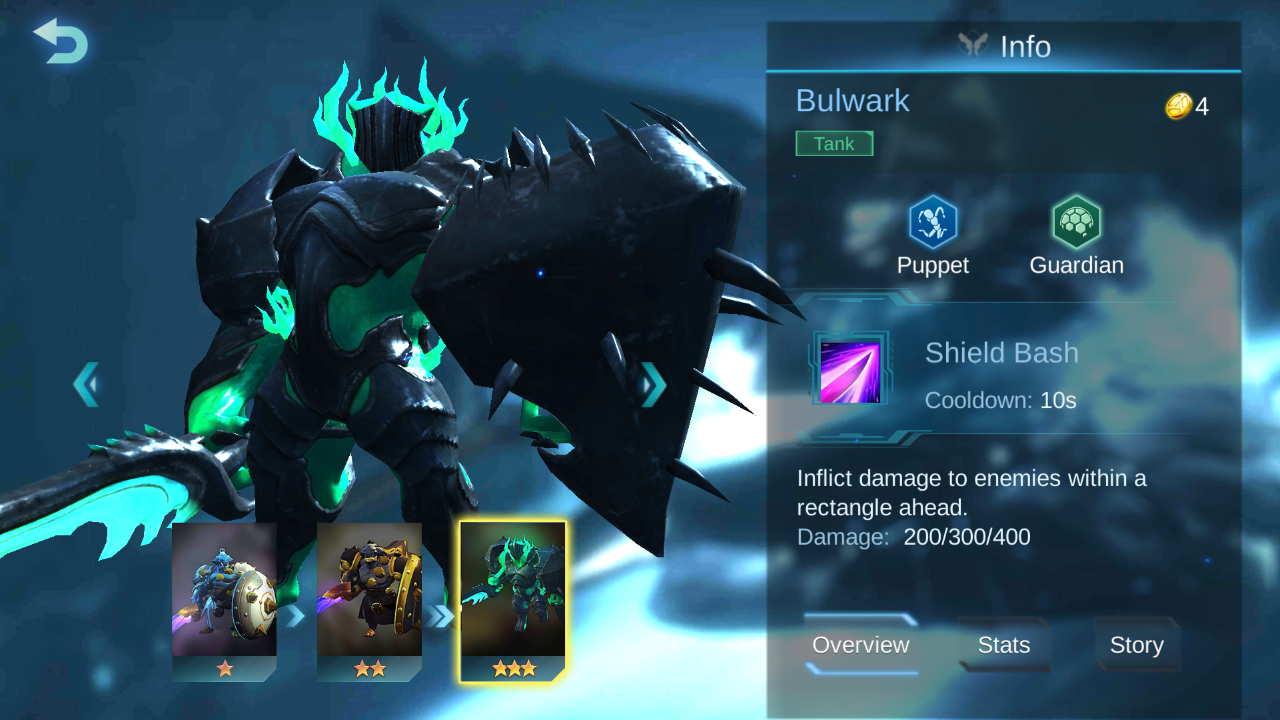 Info
Bulwark
4
Tank
Puppet
Guardian
Shield Bash
Cooldown: 10s
Inflict damage to enemies within a
rectangle ahead.
Damage: 200/300/400
Overview
Stats
Story